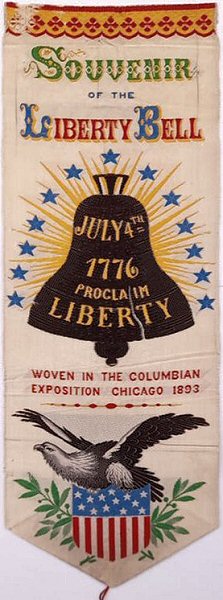 SOUVENIR
OF THE
LIBERTY BELL
JULY 4TH
1776
PROCLAIM
LIBERTY
WOVEN IN THE COLUMBIAN
EXPOSITION CHICAGO 1893